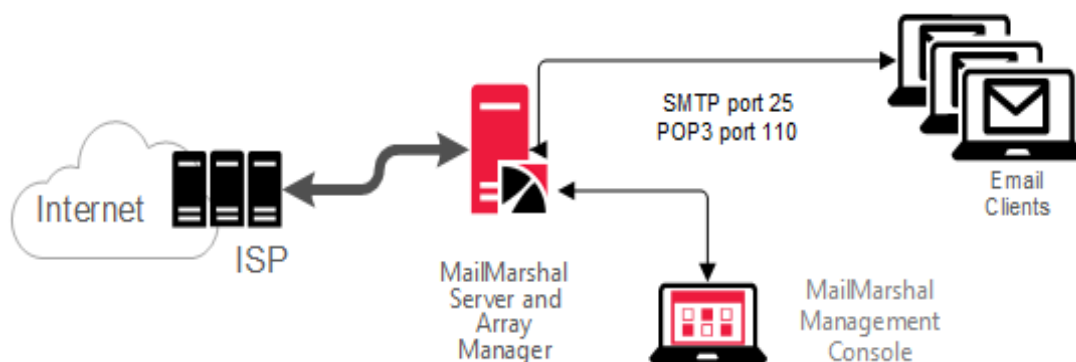 Internet
ISP
MailMarshal
Server and
Array
Manager
SMTP port 25
POP3 port 110
Email
Clients
MailMarshal
Management
Console